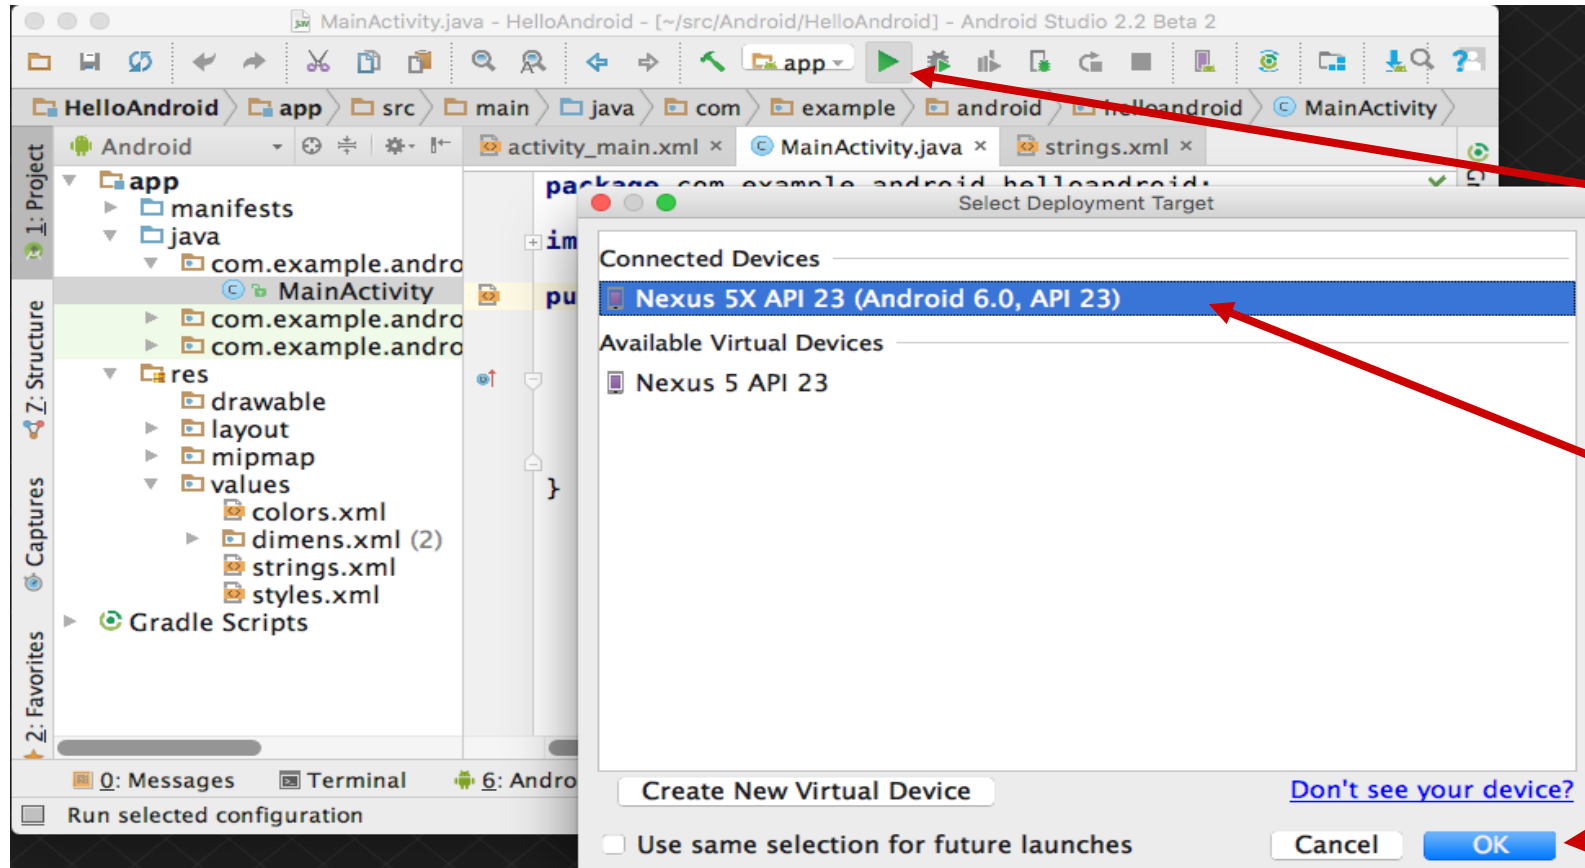 MainActivity.java - HelloAndroid - [~/src/Android/HelloAndroid] - Android Studio 2.2 Beta 2
app
HelloAndroid app src main java com example android helloandroid MainActivity
1: Project
Z: Structure
Captures
2: Favorites
Android
app
manifests
java
com.example.andro
MainActivity
com.example.andro
com.example.andro
res
drawable
layout
mipmap
values
colors.xml
dimens.xml (2)
strings.xml
styles.xml
Gradle Scripts
activity_main.xml × MainActivity.java × strings.xml ×
package com.example.android.helloandroid;
im
pu
}
Select Deployment Target
Connected Devices
Nexus 5X API 23 (Android 6.0, API 23)
Available Virtual Devices
Nexus 5 API 23
Create New Virtual Device
Don't see your device?
Use same selection for future launches
Cancel
OK
0: Messages Terminal 6: Andro
Run selected configuration